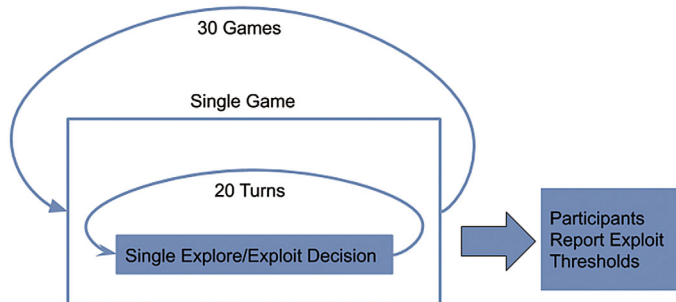 30 Games
Single Game
20 Turns
Single Explore/Exploit Decision
Participants
Report Exploit
Thresholds